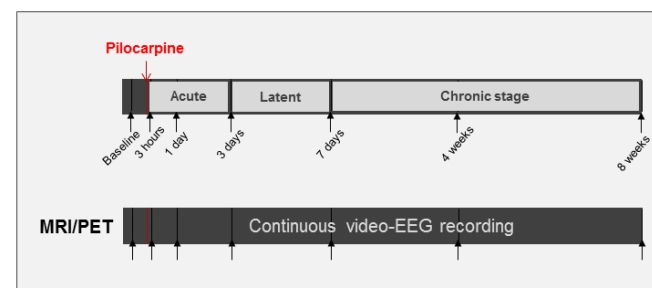 Pilocarpine
Acute
Latent
Chronic stage
Baseline
3 hours
1 day
3 days
7 days
4 weeks
8 weeks
MRI/PET
Continuous video-EEG recording